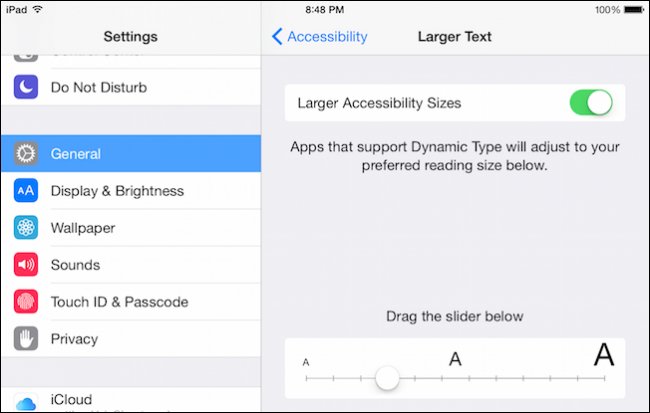 iPad 8:48 PM 100%
Settings
Accessibility Larger Text
Do Not Disturb
General
Display & Brightness
Wallpaper
Sounds
Touch ID & Passcode
Privacy
iCloud
Larger Accessibility Sizes
Apps that support Dynamic Type will adjust to your
preferred reading size below.
Drag the slider below
A A A